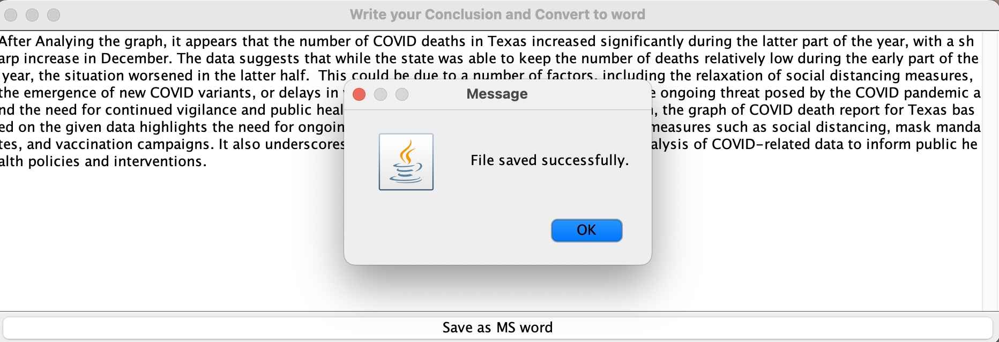 Write your Conclusion and Convert to word
After Analying the graph, it appears that the number of COVID deaths in Texas increased significantly during the latter part of the year, with a sh
arp increase in December. The data suggests that while the state was able to keep the number of deaths relatively low during the early part of the
year, the situation worsened in the latter half.  This could be due to a number of factors, including the relaxation of social distancing measures,
the emergence of new COVID variants, or delays in
e ongoing threat posed by the COVID pandemic a
nd the need for continued vigilance and public heal
, the graph of COVID death report for Texas bas
ed on the given data highlights the need for ongoin
measures such as social distancing, mask manda
tes, and vaccination campaigns. It also underscores
alysis of COVID-related data to inform public he
alth policies and interventions.
Message
File saved successfully.
OK
Save as MS word